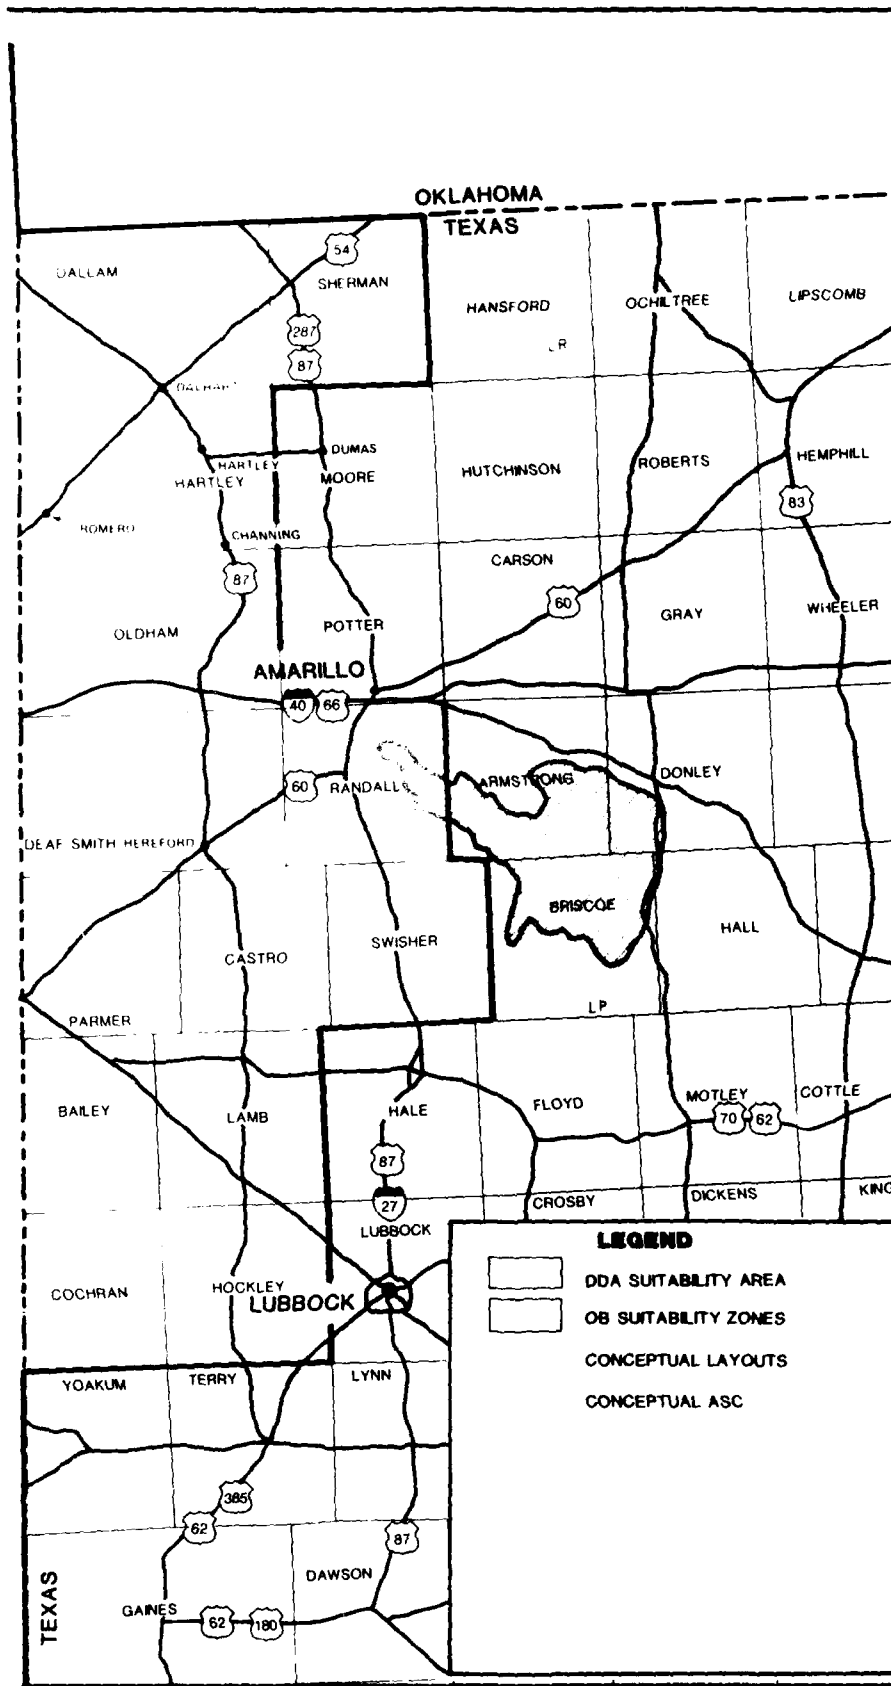 OKLAHOMA
TEXAS
54
DALLAM
SHERMAN
HANSFORD
OCHILTREE
LIPSCOMB
287
87
DALHART
DUMAS
HARTLEY
HARTLEY
MOORE
HUTCHINSON
ROBERTS
HEMPHILL
83
ROMERO
CHANNING
87
CARSON
60
OLDHAM
POTTER
GRAY
WHEELER
AMARILLO
40 66
60
RANDALL
ARMSTRONG
DONLEY
DEAF SMITH HEREFORD
BRISCOE
CASTRO
SWISHER
HALL
LP
PARMER
BAILEY
LAMB
HALE
FLOYD
MOTLEY
COTTLE
70 62
87
27
CROSBY
DICKENS
KING
LUBBOCK
COCHRAN
HOCKLEY
LUBBOCK
LEGEND
DDA SUITABILITY AREA
OB SUITABILITY ZONES
CONCEPTUAL LAYOUTS
CONCEPTUAL ASC
YOAKUM
TERRY
LYNN
385
62
87
DAWSON
GAINES
62 180
TEXAS